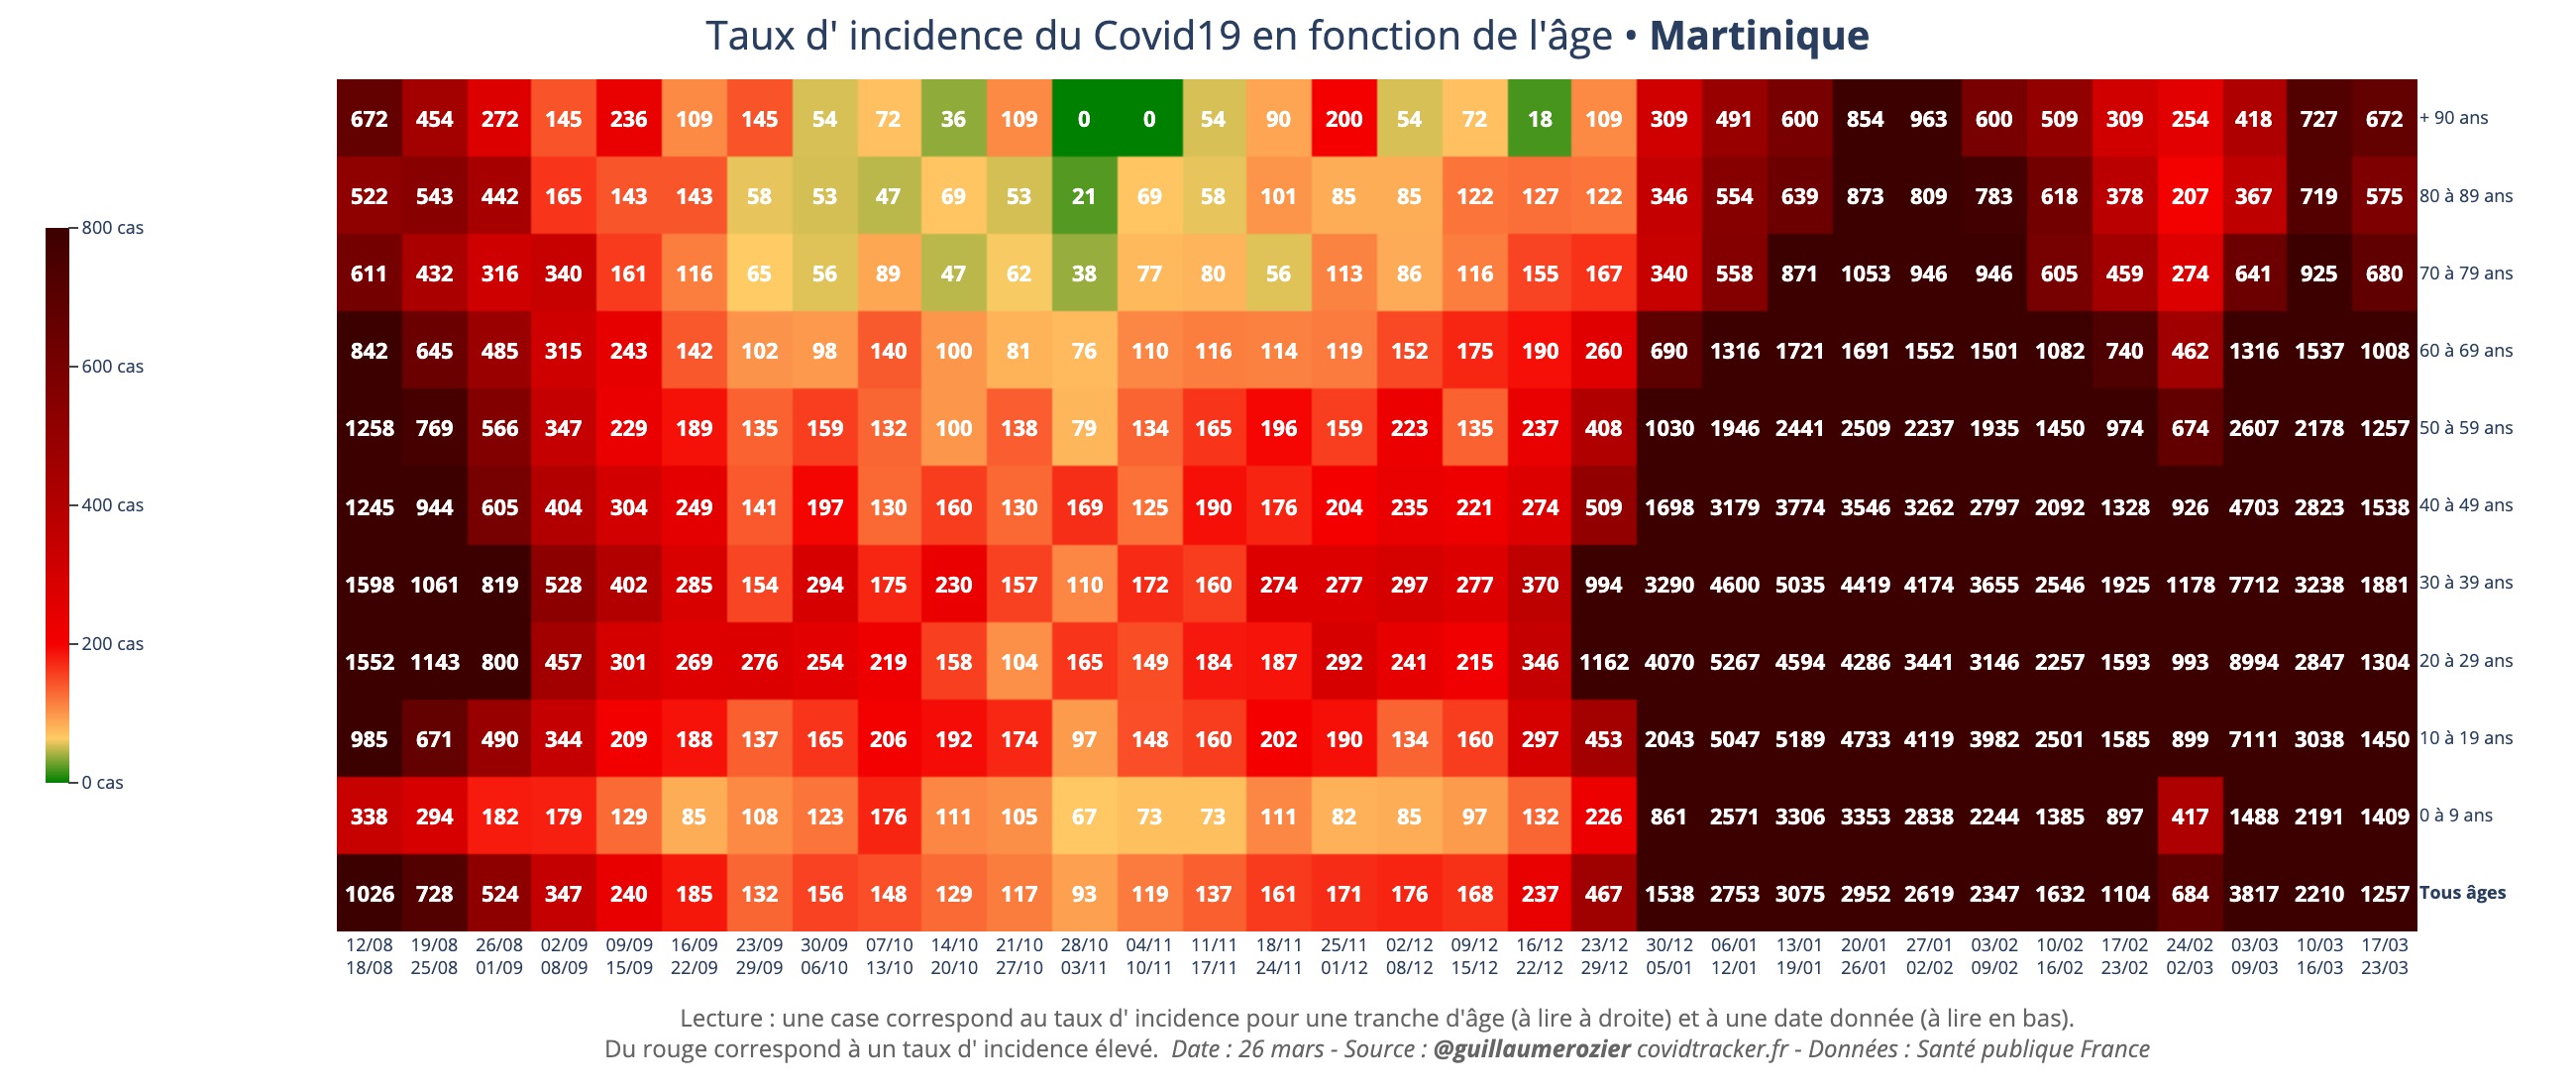 Taux d' incidence du Covid19 en fonction de l'âge • Martinique
800 cas
600 cas
400 cas
200 cas
0 cas
672 454 272 145 236 109 145 54 72 36 109 0 0 54 90 200 54 72 18 109 309 491 600 854 963 600 509 309 254 418 727 672 + 90 ans
522 543 442 165 143 143 58 53 47 69 53 21 69 58 101 85 85 122 127 122 346 554 639 873 809 783 618 378 207 367 719 575 80 à 89 ans
611 432 316 340 161 116 65 56 89 47 62 38 77 80 56 113 86 116 155 167 340 558 871 1053 946 946 605 459 274 641 925 680 70 à 79 ans
842 645 485 315 243 142 102 98 140 100 81 76 110 116 114 119 152 175 190 260 690 1316 1721 1691 1552 1501 1082 740 462 1316 1537 1008 60 à 69 ans
1258 769 566 347 229 189 135 159 132 100 138 79 134 165 196 159 223 135 237 408 1030 1946 2441 2509 2237 1935 1450 974 674 2607 2178 1257 50 à 59 ans
1245 944 605 404 304 249 141 197 130 160 130 169 125 190 176 204 235 221 274 509 1698 3179 3774 3546 3262 2797 2092 1328 926 4703 2823 1538 40 à 49 ans
1598 1061 819 528 402 285 154 294 175 230 157 110 172 160 274 277 297 277 370 994 3290 4600 5035 4419 4174 3655 2546 1925 1178 7712 3238 1881 30 à 39 ans
1552 1143 800 457 301 269 276 254 219 158 104 165 149 184 187 292 241 215 346 1162 4070 5267 4594 4286 3441 3146 2257 1593 993 8994 2847 1304 20 à 29 ans
985 671 490 344 209 188 137 165 206 192 174 97 148 160 202 190 134 160 297 453 2043 5047 5189 4733 4119 3982 2501 1585 899 7111 3038 1450 10 à 19 ans
338 294 182 179 129 85 108 123 176 111 105 67 73 73 111 82 85 97 132 226 861 2571 3306 3353 2838 2244 1385 897 417 1488 2191 1409 0 à 9 ans
1026 728 524 347 240 185 132 156 148 129 117 93 119 137 161 171 176 168 237 467 1538 2753 3075 2952 2619 2347 1632 1104 684 3817 2210 1257 Tous âges
12/08 19/08 26/08 02/09 09/09 16/09 23/09 30/09 07/10 14/10 21/10 28/10 04/11 11/11 18/11 25/11 02/12 09/12 16/12 23/12 30/12 06/01 13/01 20/01 27/01 03/02 10/02 17/02 24/02 03/03 10/03 17/03
18/08 25/08 01/09 08/09 15/09 22/09 29/09 06/10 13/10 20/10 27/10 03/11 10/11 17/11 24/11 01/12 08/12 15/12 22/12 29/12 05/01 12/01 19/01 26/01 02/02 09/02 16/02 23/02 02/03 09/03 16/03 23/03
Lecture : une case correspond au taux d' incidence pour une tranche d'âge (à lire à droite) et à une date donnée (à lire en bas).
Du rouge correspond à un taux d' incidence élevé. Date : 26 mars - Source : @guillaumerozier covidtracker.fr - Données : Santé publique France